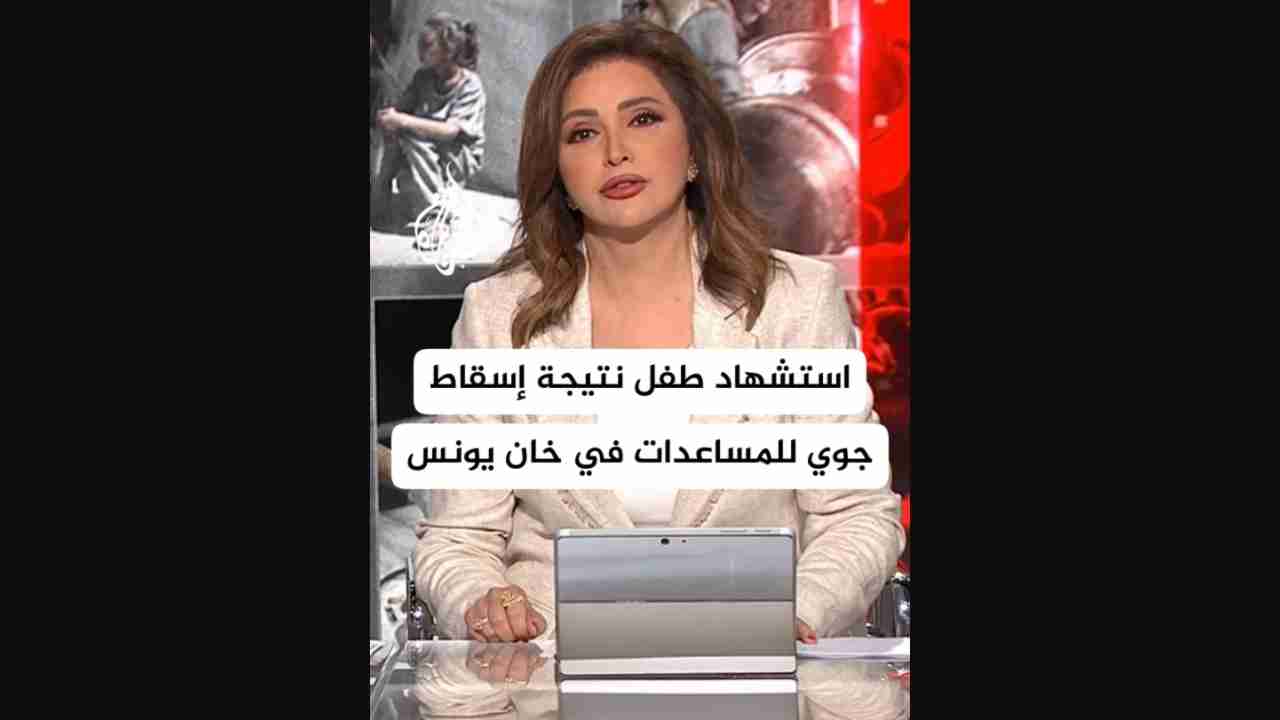 استشهاد طفل نتيجة إسقاط
جوي للمساعدات في خان يونس